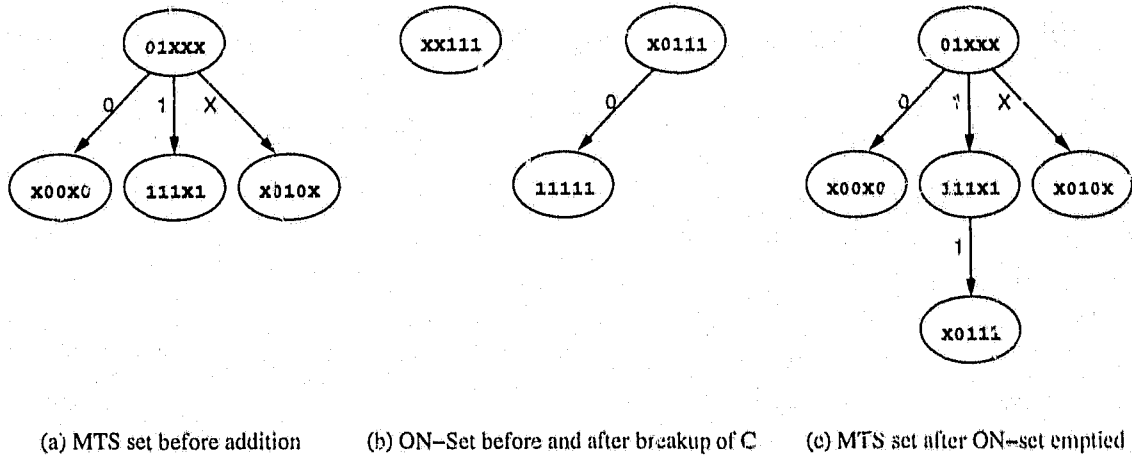 01XXX
0
1
X
X00X0
111X1
X010X
XX111
X0111
0
11111
01XXX
0
1
X
X00X0
111X1
X010X
1
X0111
(a) MTS set before addition
(b) ON–Set before and after breakup of C
(c) MTS set after ON–set emptied